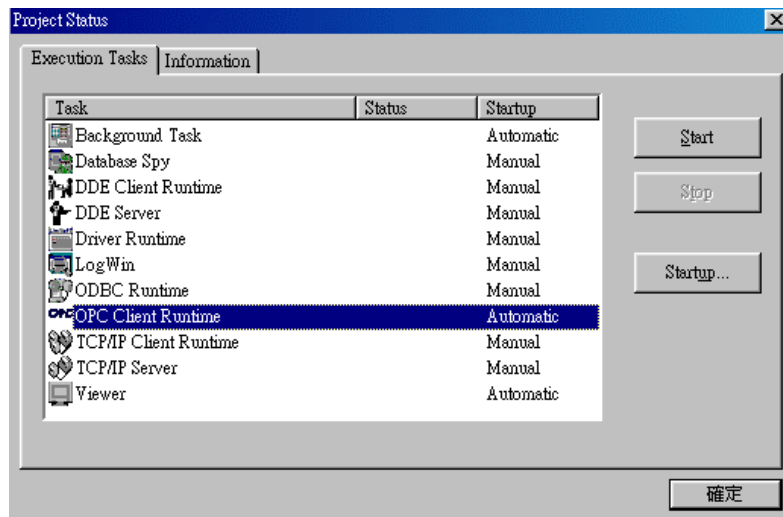 Project Status
Execution Tasks Information
Task Status Startup
Background Task Automatic
Database Spy Manual
DDE Client Runtime Manual
DDE Server Manual
Driver Runtime Manual
LogWin Manual
ODBC Runtime Manual
OPC OPC Client Runtime Automatic
TCP/IP Client Runtime Manual
TCP/IP Server Manual
Viewer Automatic
Start
Stop
Startup...
確定